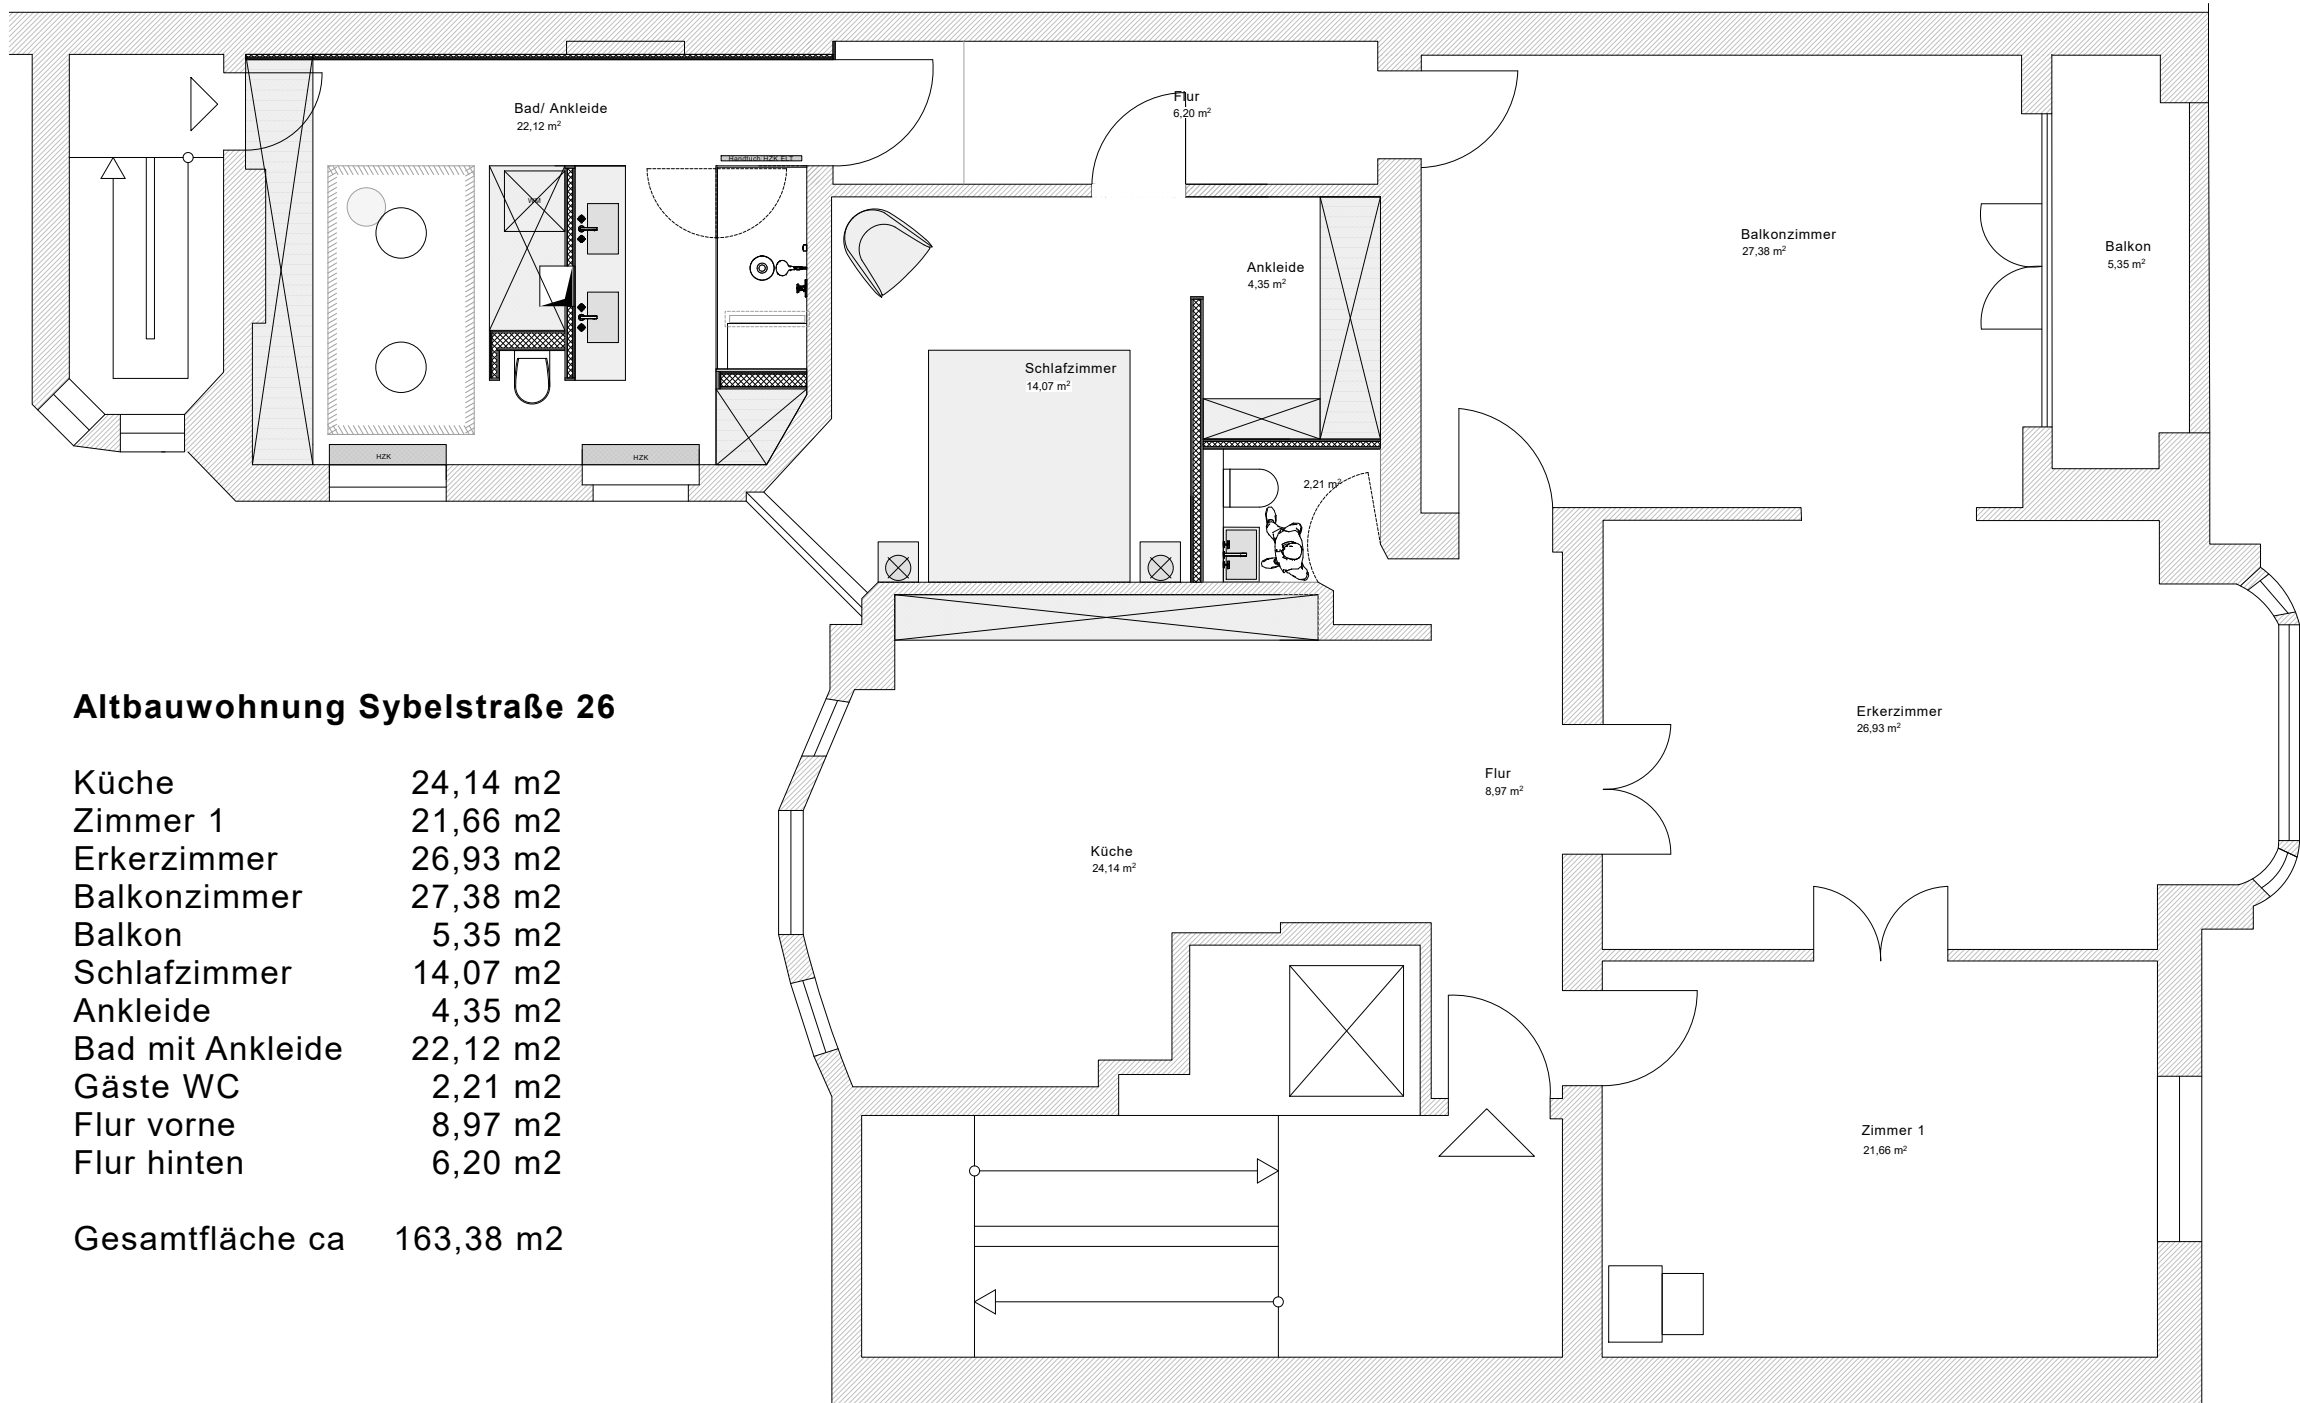 Bad/ Ankleide
22,12 m²
Flur
6,20 m²
Handtuch HZK ELT
WM
Balkonzimmer
27,38 m²
Balkon
5,35 m²
Ankleide
4,35 m²
Schlafzimmer
14,07 m²
HZK
HZK
2,21 m²
Altbauwohnung Sybelstraße 26
Küche 24,14 m2
Zimmer 1 21,66 m2
Erkerzimmer 26,93 m2
Balkonzimmer 27,38 m2
Balkon 5,35 m2
Schlafzimmer 14,07 m2
Ankleide 4,35 m2
Bad mit Ankleide 22,12 m2
Gäste WC 2,21 m2
Flur vorne 8,97 m2
Flur hinten 6,20 m2
Gesamtfläche ca 163,38 m2
Erkerzimmer
26,93 m²
Flur
8,97 m²
Küche
24,14 m²
Zimmer 1
21,66 m²